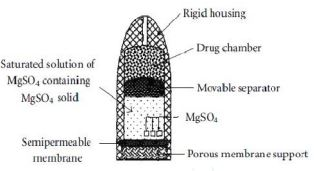 Rigid housing
Drug chamber
Saturated solution of
MgSO₄ containing
MgSO₄ solid
Movable separator
MgSO₄
Semipermeable
membrane
Porous membrane support